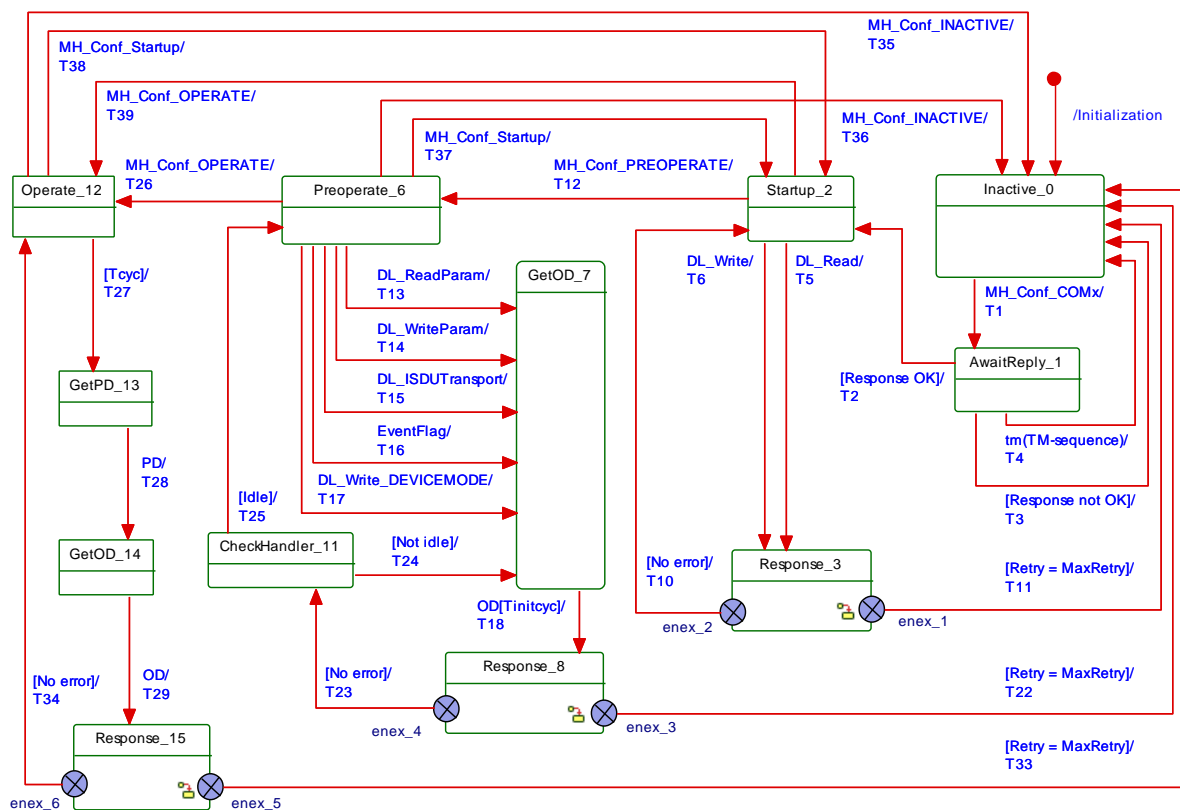 MH_Conf_INACTIVE/
T35
MH_Conf_Startup/
T38
MH_Conf_OPERATE/
T39
/Initialization
MH_Conf_INACTIVE/
T36
MH_Conf_Startup/
T37
MH_Conf_OPERATE/
T26
MH_Conf_PREOPERATE/
T12
Operate_12
Preoperate_6
Startup_2
Inactive_0
[Tcyc]/
T27
DL_Write/
T6
DL_Read/
T5
DL_ReadParam/
T13
GetOD_7
MH_Conf_COMx/
T1
DL_WriteParam/
T14
AwaitReply_1
GetPD_13
[Response OK]/
T2
DL_ISDUTransport/
T15
EventFlag/
T16
tm(TM-sequence)/
T4
PD/
T28
DL_Write_DEVICEMODE/
T17
[Idle]/
T25
[Response not OK]/
T3
GetOD_14
CheckHandler_11
[Not idle]/
T24
[No error]/
T10
Response_3
[Retry = MaxRetry]/
T11
OD[Tinitcyc]/
T18
enex_2
enex_1
[No error]/
T34
OD/
T29
[No error]/
T23
Response_8
[Retry = MaxRetry]/
T22
enex_4
enex_3
Response_15
[Retry = MaxRetry]/
T33
enex_6
enex_5